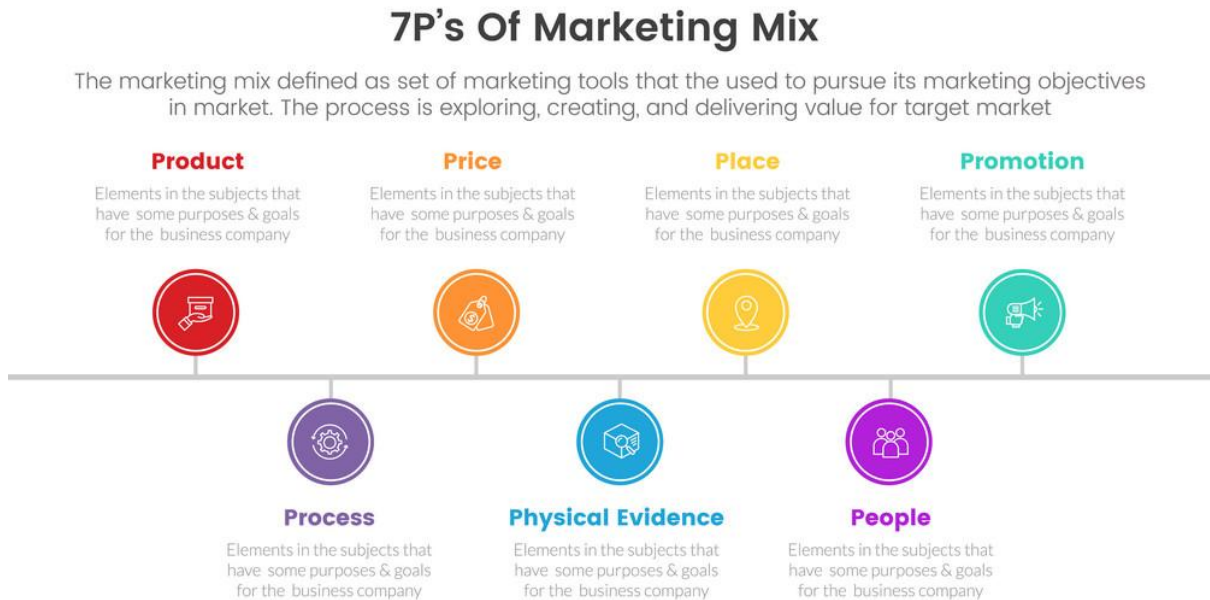 7P's Of Marketing Mix
The marketing mix defined as set of marketing tools that the used to pursue its marketing objectives
in market. The process is exploring, creating, and delivering value for target market
Product
Elements in the subjects that
have some purposes & goals
for the business company
Price
Elements in the subjects that
have some purposes & goals
for the business company
Place
Elements in the subjects that
have some purposes & goals
for the business company
Promotion
Elements in the subjects that
have some purposes & goals
for the business company
Process
Elements in the subjects that
have some purposes & goals
for the business company
Physical Evidence
Elements in the subjects that
have some purposes & goals
for the business company
People
Elements in the subjects that
have some purposes & goals
for the business company